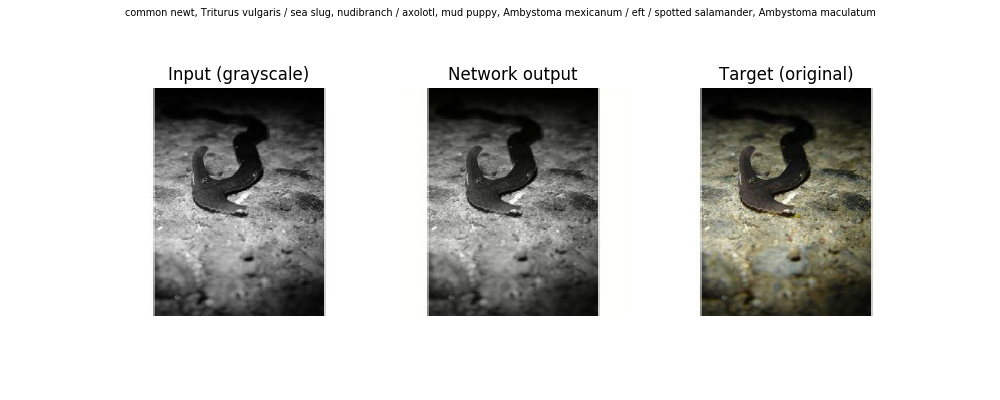 common newt, Triturus vulgaris / sea slug, nudibranch / axolotl, mud puppy, Ambystoma mexicanum / eft / spotted salamander, Ambystoma maculatum
Input (grayscale)
Network output
Target (original)